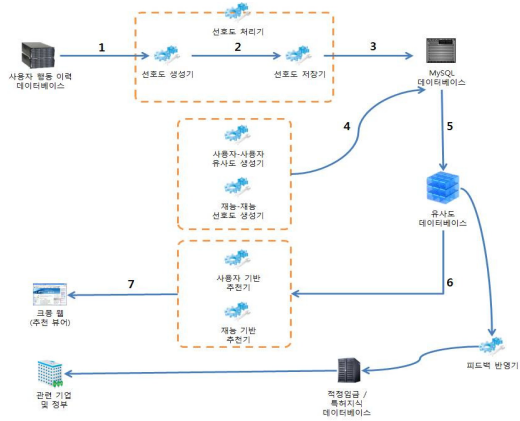 선호도 처리기
1
2
3
사용자 행동 이력
데이터베이스
선호도 생성기
선호도 저장기
MySQL
데이터베이스
4
5
사용자-사용자
유사도 생성기
재능-재능
선호도 생성기
유사도
데이터베이스
사용자 기반
추천기
7
6
크몽 웹
(추천 뷰어)
재능 기반
추천기
피드백 반영기
관련 기업
및 정부
적정임금 /
특허지식
데이터베이스